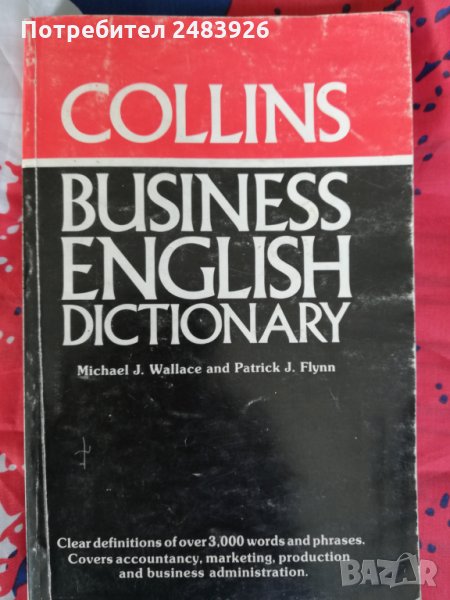 Потребител 2483926
COLLINS
BUSINESS
ENGLISH
DICTIONARY
Michael J. Wallace and Patrick J. Flynn
Clear definitions of over 3,000 words and phrases.
Covers accountancy, marketing, production
and business administration.
BAZAR